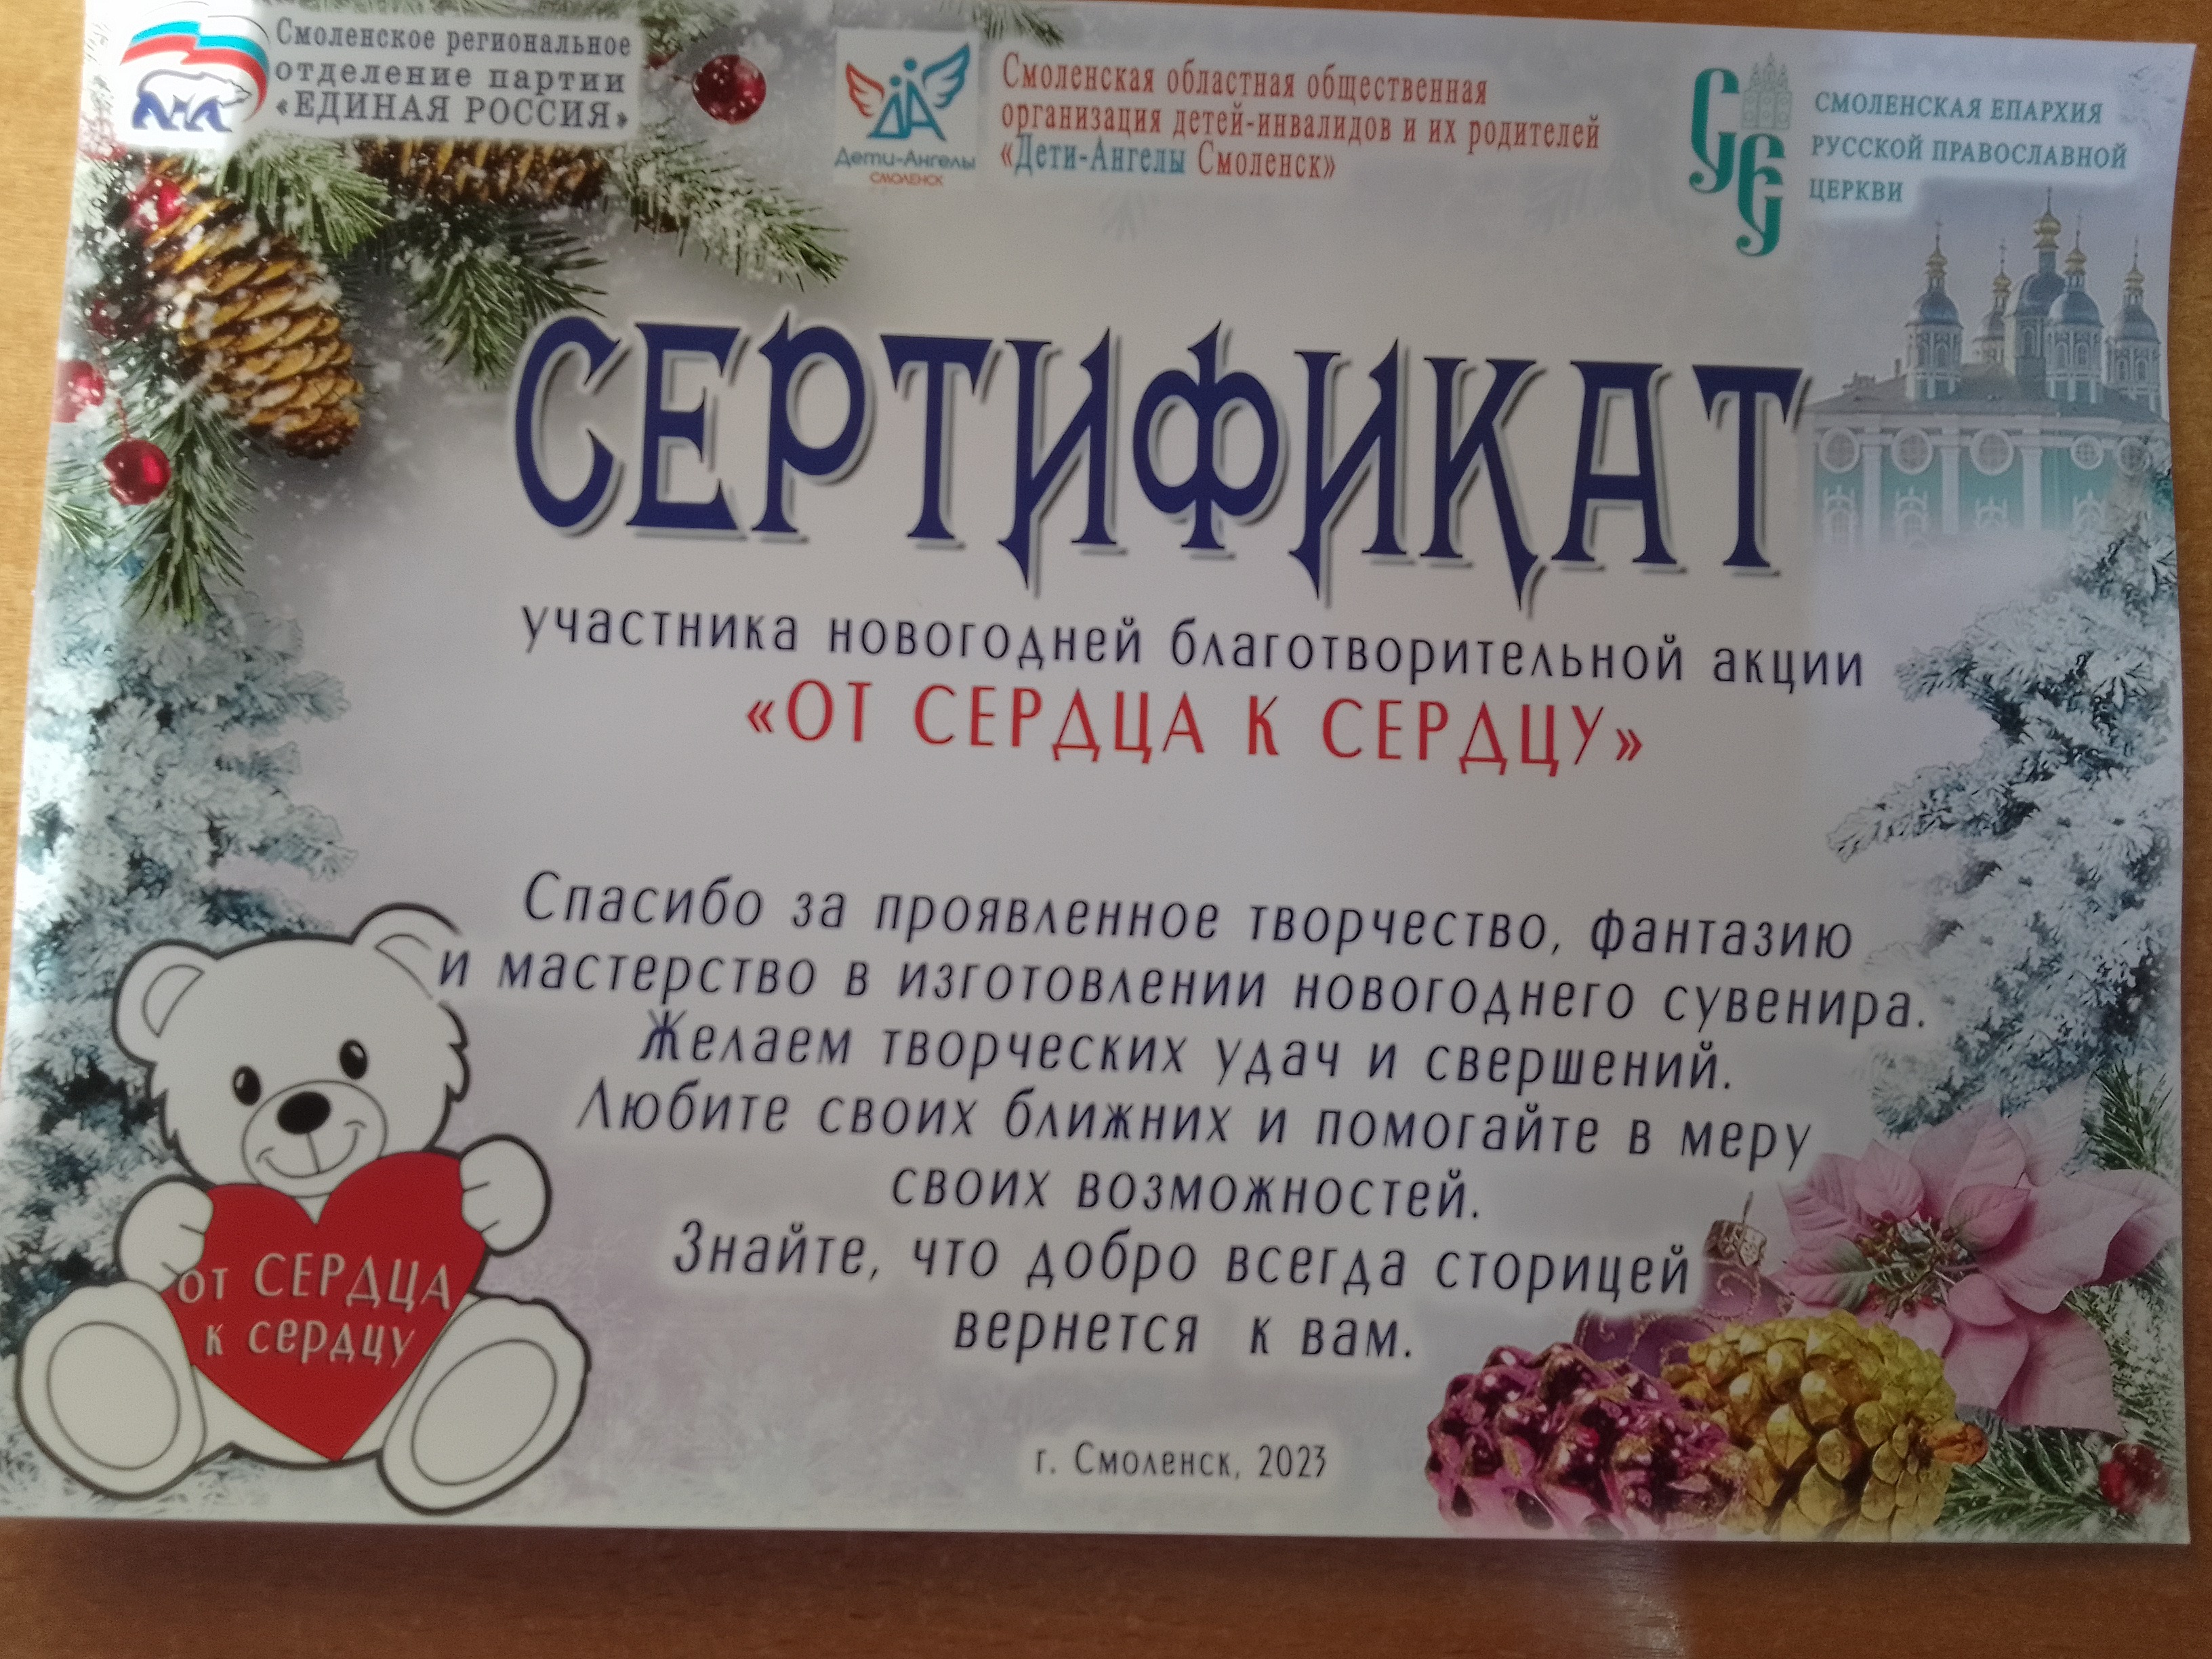 Смоленское региональное
отделение партии
«ЕДИНАЯ РОССИЯ»
ДА
Дети-Ангелы
СМОЛЕНСК
Смоленская областная общественная
организация детей-инвалидов и их родителей
«Дети-Ангелы Смоленск»
СМОЛЕНСКАЯ ЕПАРХИЯ
РУССКОЙ ПРАВОСЛАВНОЙ
ЦЕРКВИ
СЕРТИФИКАТ
участника новогодней благотворительной акции
«ОТ СЕРДЦА К СЕРДЦУ»
Спасибо за проявленное творчество, фантазию
и мастерство в изготовлении новогоднего сувенира.
Желаем творческих удач и свершений.
Любите своих ближних и помогайте в меру
своих возможностей.
Знайте, что добро всегда сторицей
вернется к вам.
от СЕРДЦА
к сердцу
г. Смоленск, 2023